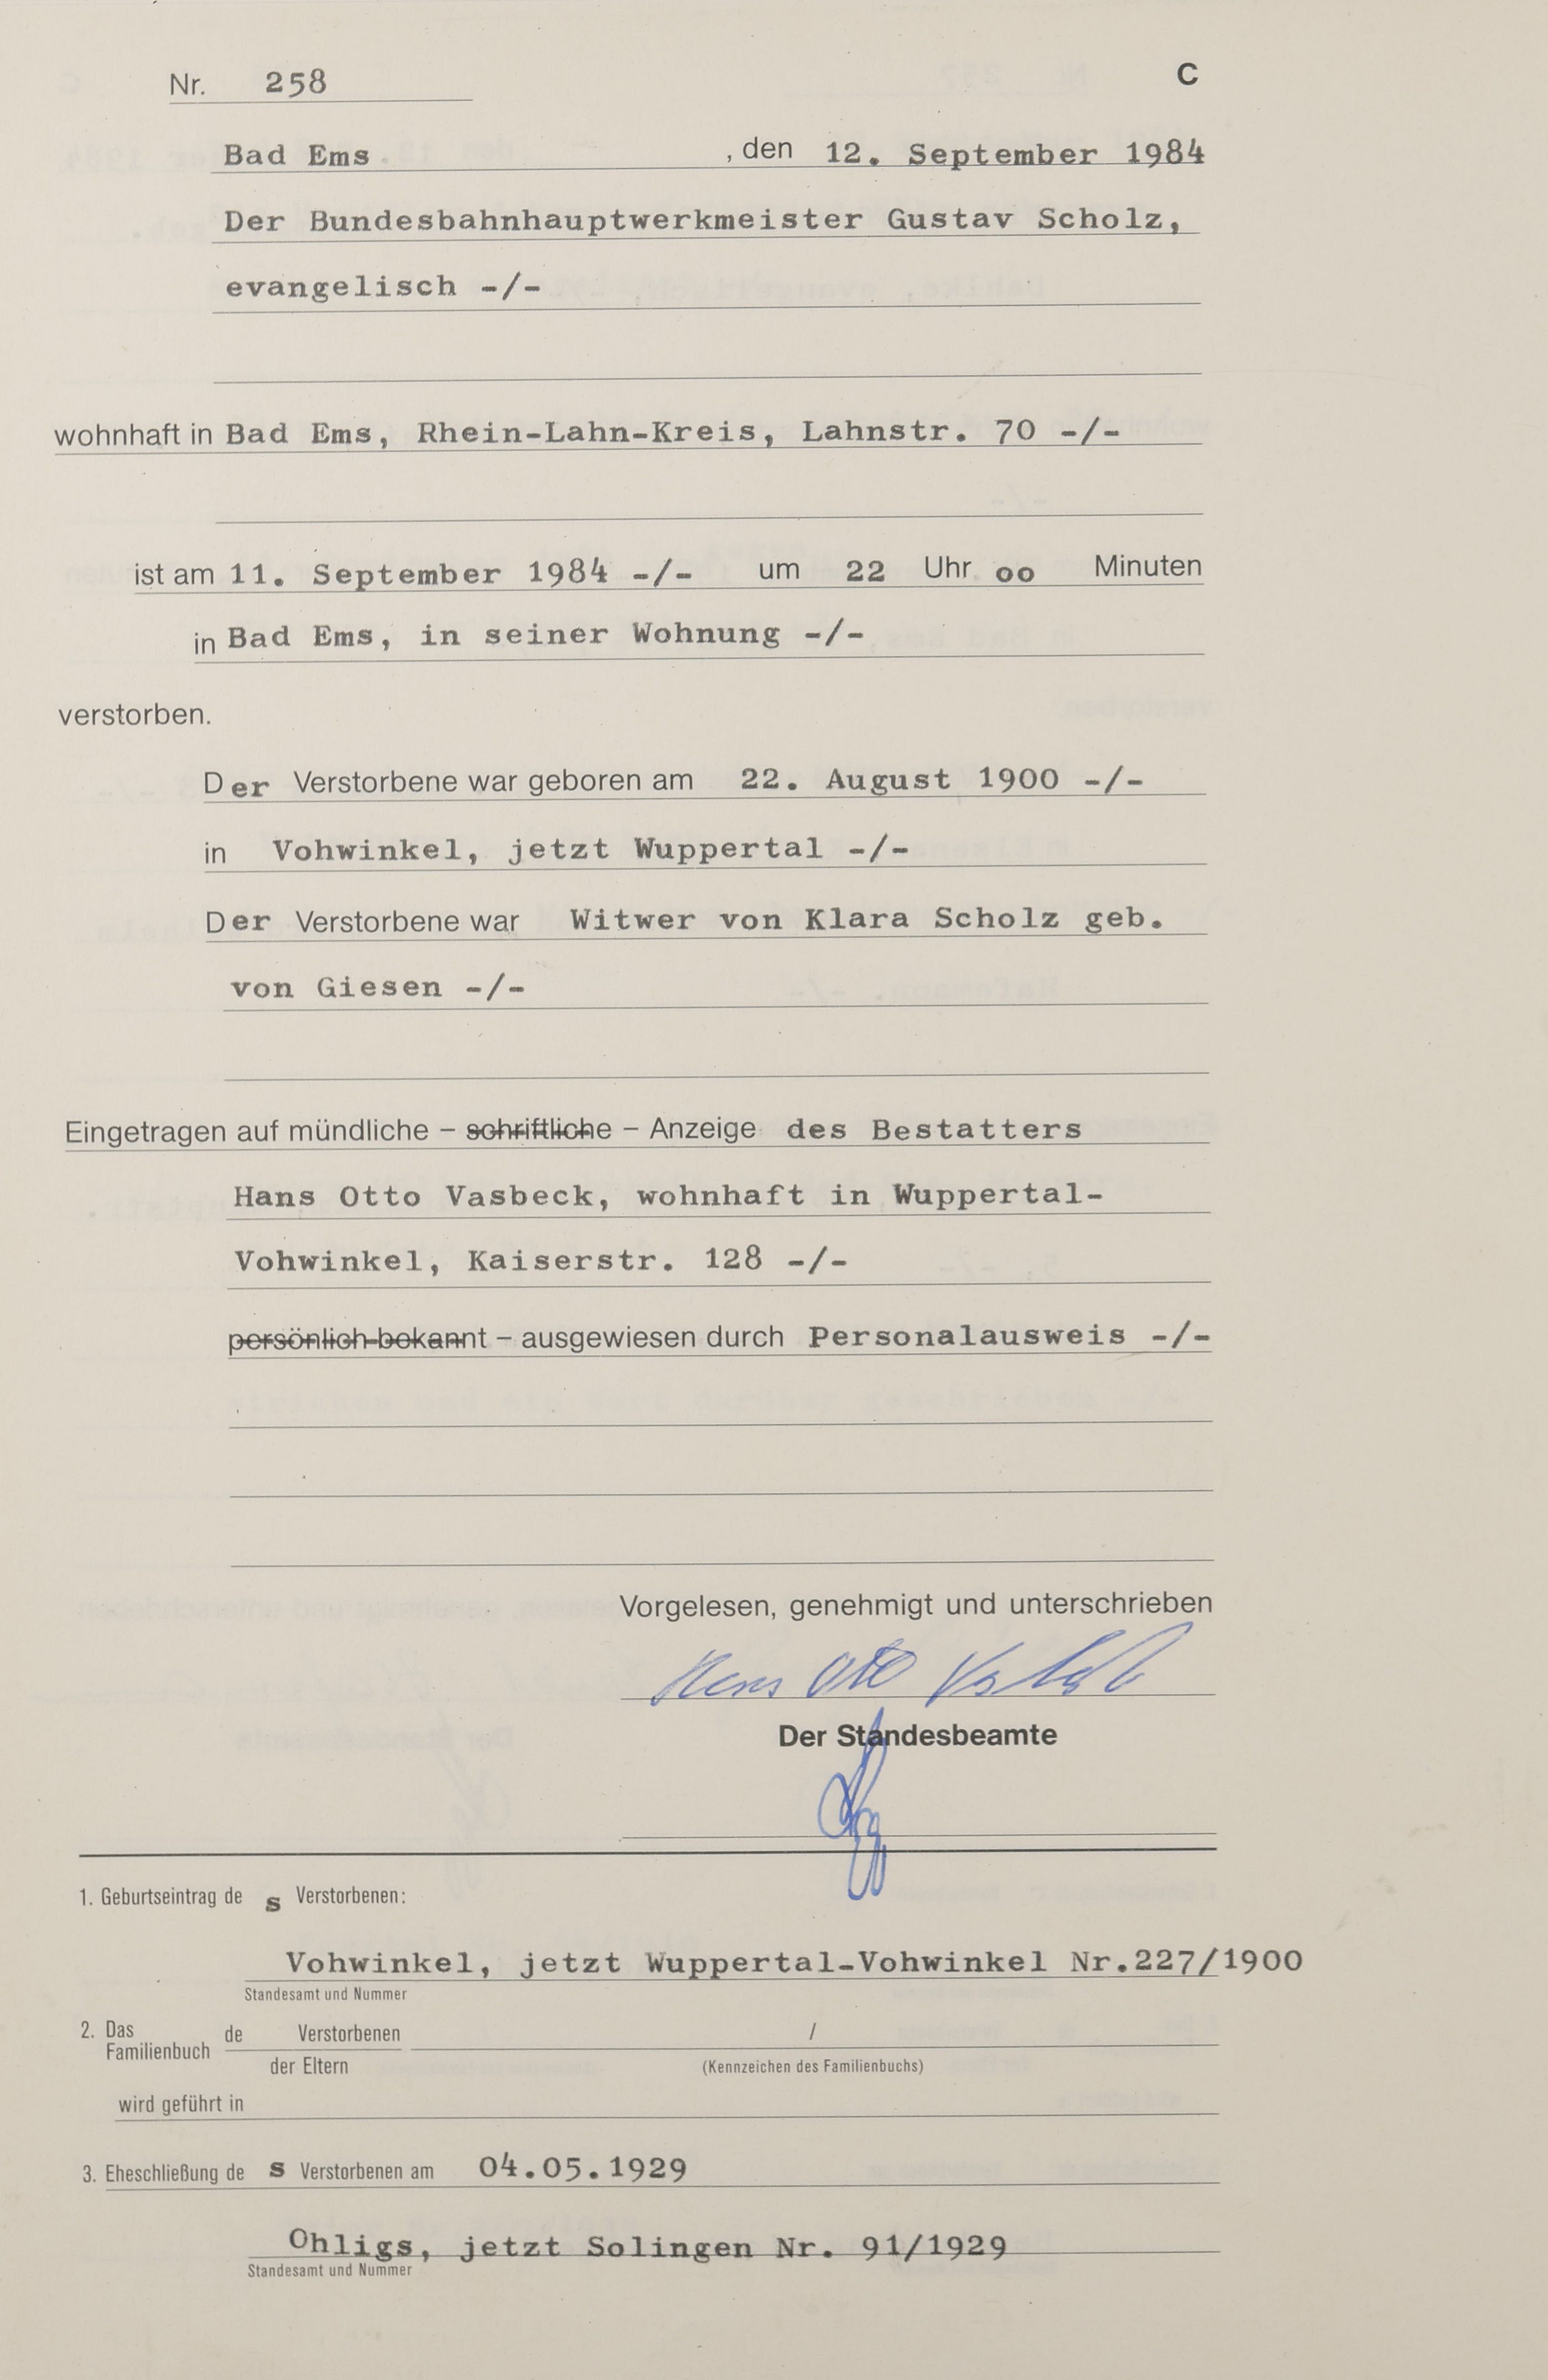 Nr. 258 C
Bad Ems , den 12. September 1984
Der Bundesbahnhauptwerkmeister Gustav Scholz,
evangelisch -/-
wohnhaft in Bad Ems, Rhein-Lahn-Kreis, Lahnstr. 70 -/-
ist am 11. September 1984 -/- um 22 Uhr oo Minuten
in Bad Ems, in seiner Wohnung -/-
verstorben.
Der Verstorbene war geboren am 22. August 1900 -/-
in Vohwinkel, jetzt Wuppertal -/-
Der Verstorbene war Witwer von Klara Scholz geb.
von Giesen -/-
Eingetragen auf mündliche – schriftliche – Anzeige des Bestatters
Hans Otto Vasbeck, wohnhaft in Wuppertal-
Vohwinkel, Kaiserstr. 128 -/-
persönlich bekannt – ausgewiesen durch Personalausweis -/-
Vorgelesen, genehmigt und unterschrieben
Hans Otto Vasbeck
Der Standesbeamte
1. Geburtseintrag de s Verstorbenen:
Vohwinkel, jetzt Wuppertal-Vohwinkel Nr.227/1900
Standesamt und Nummer
2. Das Familienbuch de Verstorbenen /
der Eltern (Kennzeichen des Familienbuchs)
wird geführt in
3. Eheschließung de s Verstorbenen am 04.05.1929
Ohligs, jetzt Solingen Nr. 91/1929
Standesamt und Nummer